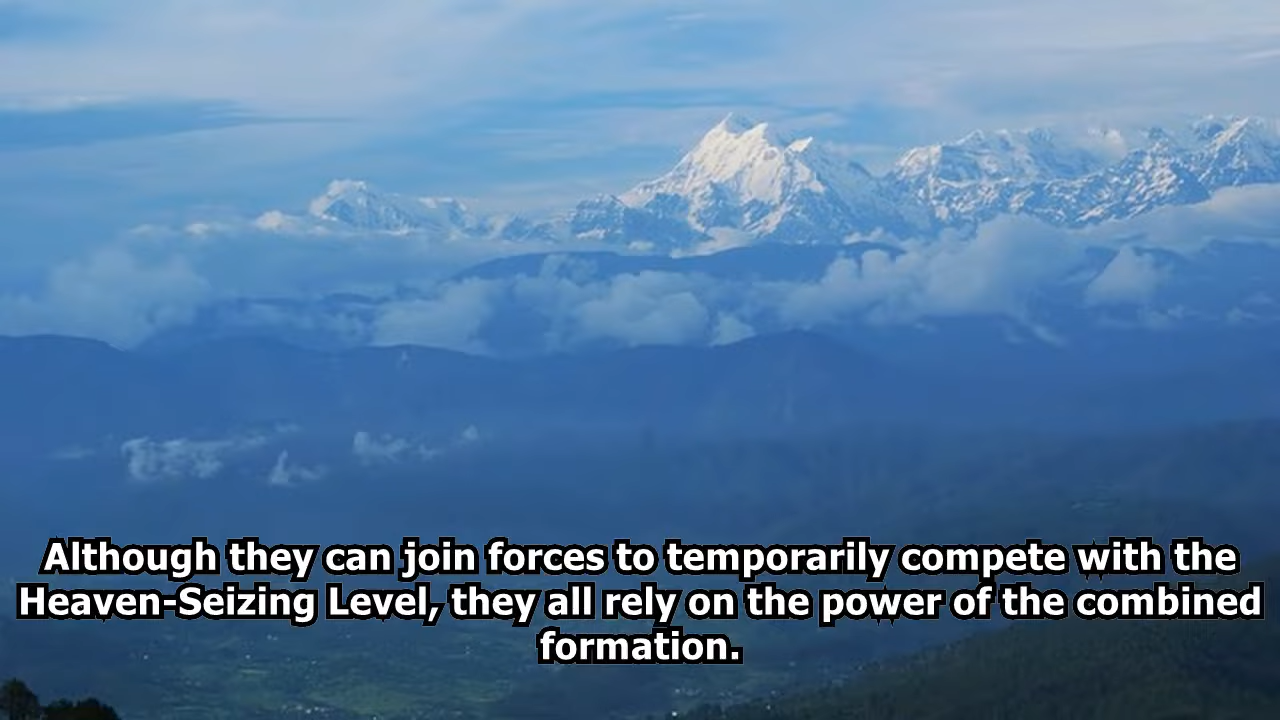 Although they can join forces to temporarily compete with the
Heaven-Seizing Level, they all rely on the power of the combined
formation.